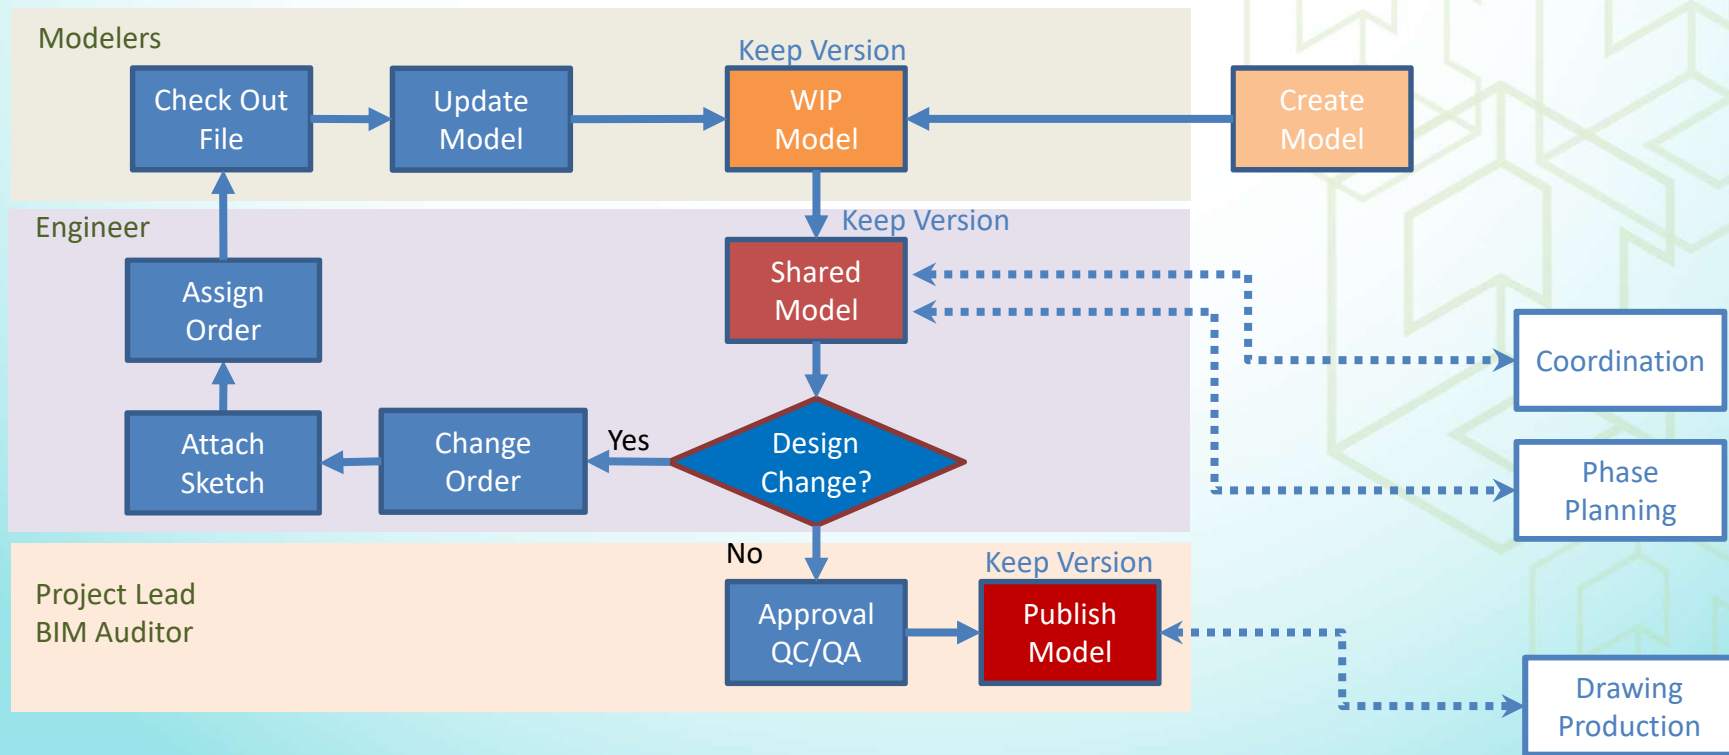 Modelers
Keep Version
Check Out
File
Update
Model
WIP
Model
Create
Model
Engineer
Keep Version
Assign
Order
Shared
Model
Coordination
Attach
Sketch
Change
Order
Yes
Design
Change?
Phase
Planning
No
Keep Version
Project Lead
BIM Auditor
Approval
QC/QA
Publish
Model
Drawing
Production